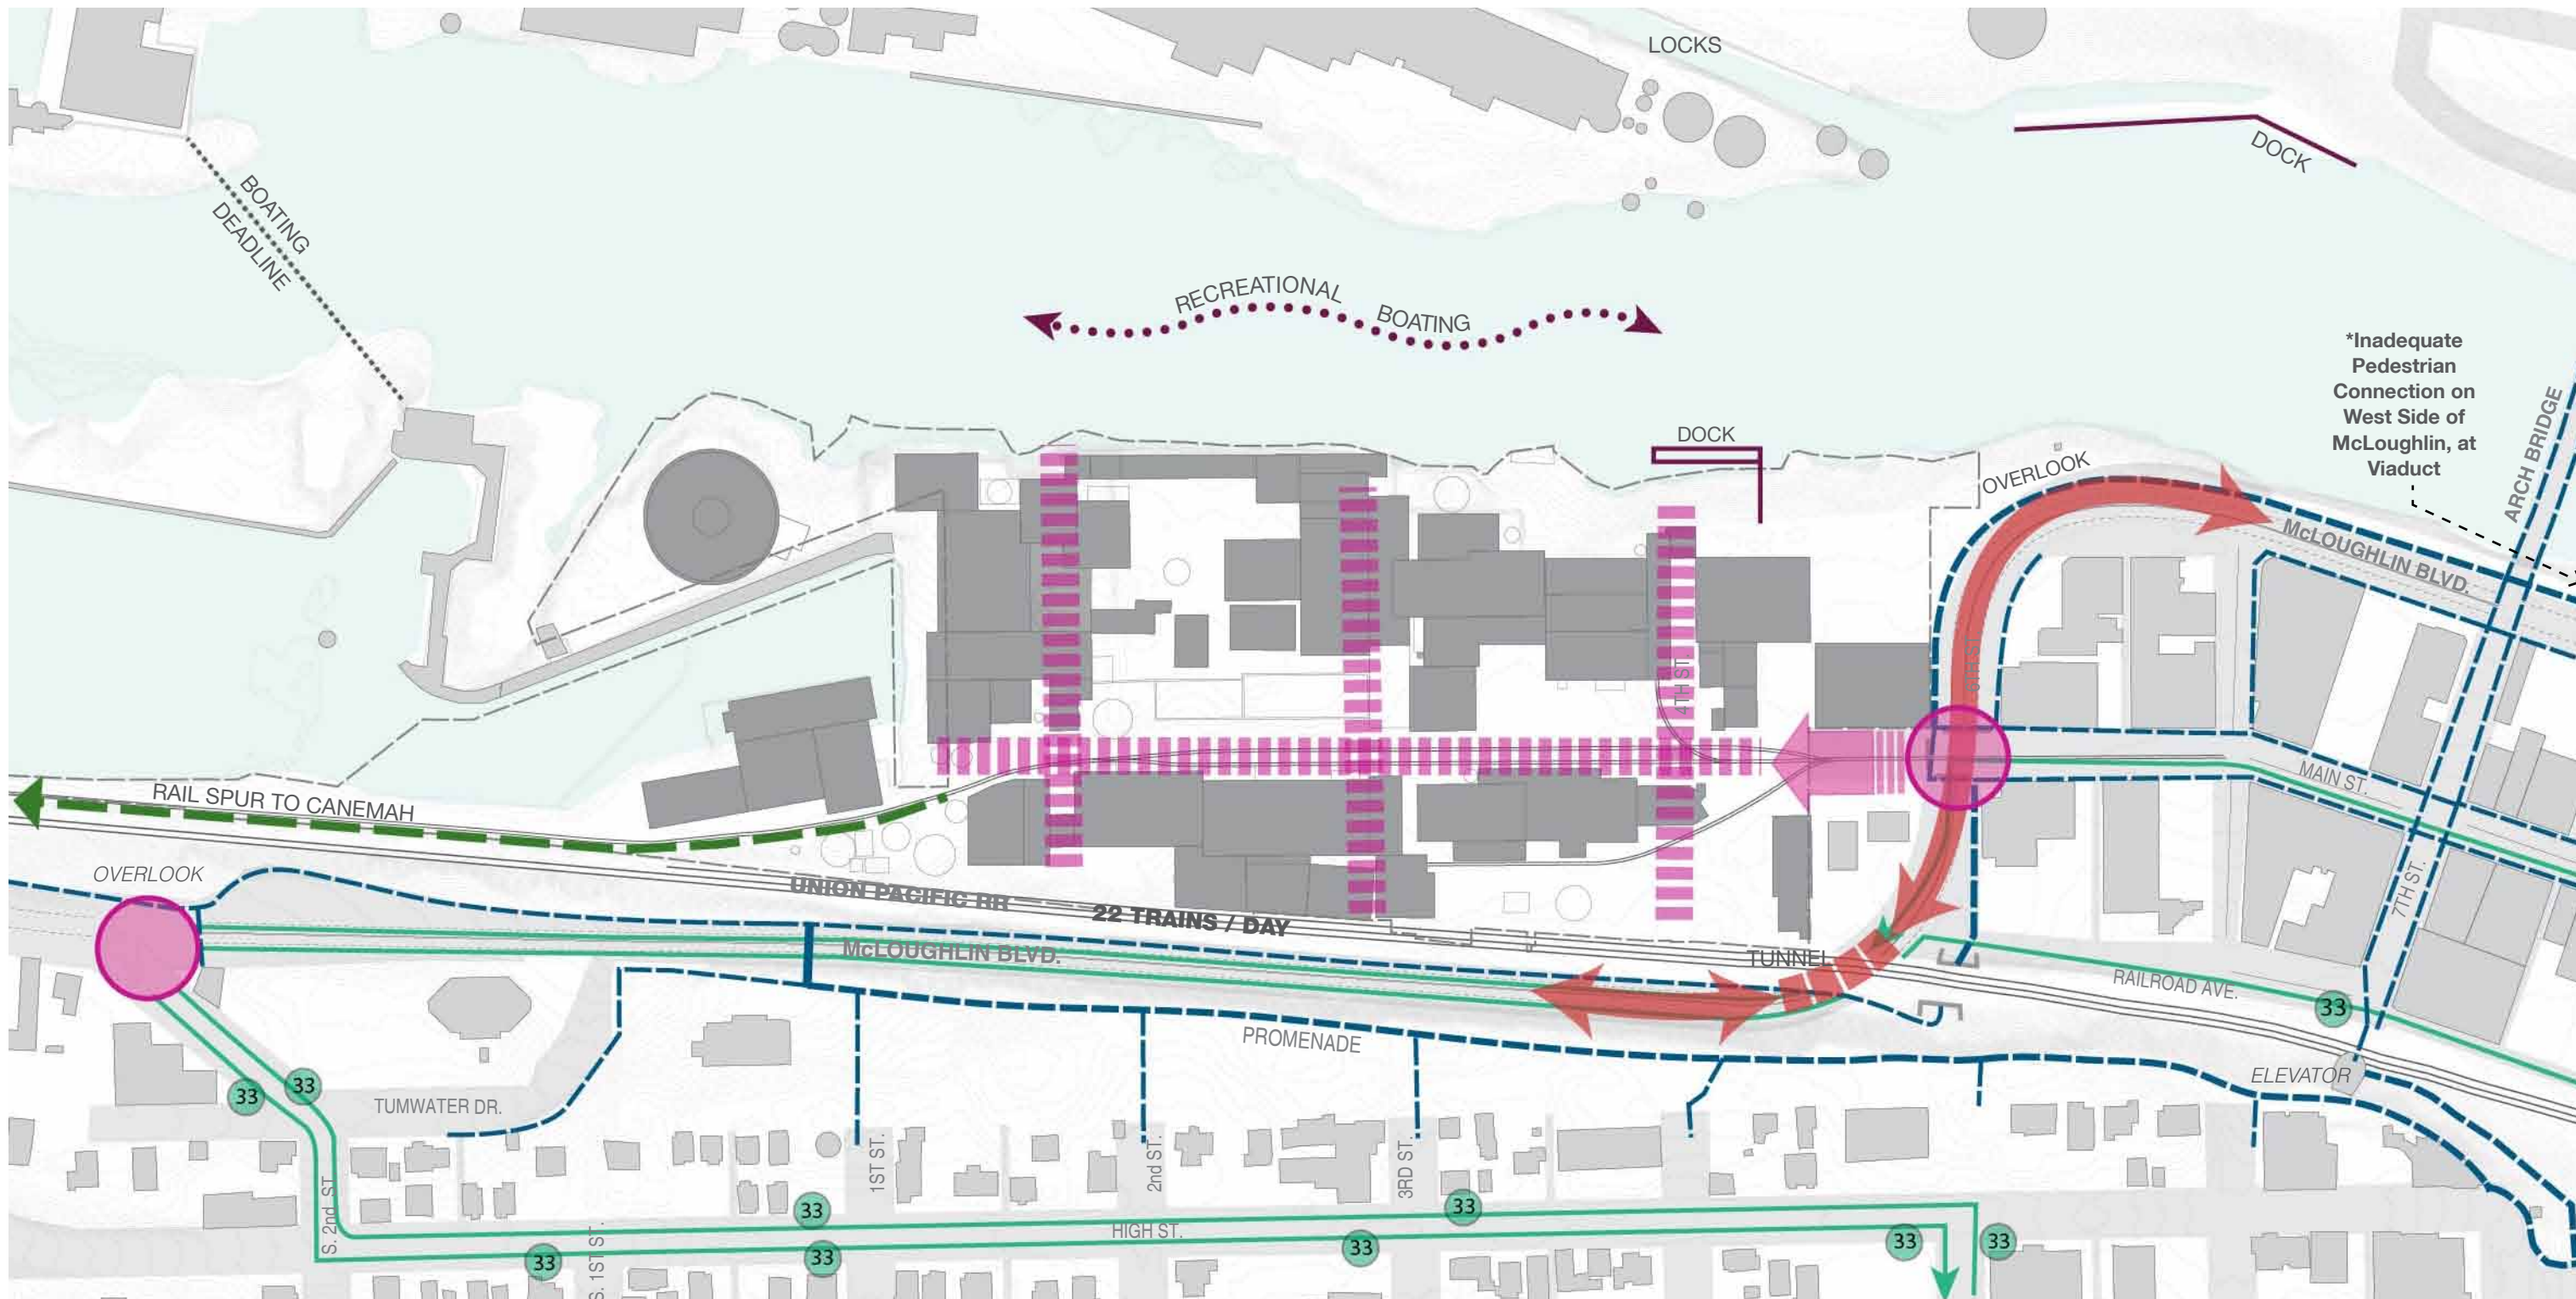 LOCKS
DOCK
BOATING
DEADLINE
RECREATIONAL
BOATING
*Inadequate
Pedestrian
Connection on
West Side of
McLoughlin, at
Viaduct
ARCH BRIDGE
DOCK
OVERLOOK
McLOUGHLIN BLVD.
4TH ST.
MAIN ST.
RAIL SPUR TO CANEMAH
OVERLOOK
UNION PACIFIC RR
22 TRAINS / DAY
McLOUGHLIN BLVD.
TUNNEL
7TH ST.
RAILROAD AVE.
33
PROMENADE
ELEVATOR
33
33
TUMWATER DR.
1ST ST.
2nd ST.
3RD ST.
S. 2nd ST.
S. 1ST ST.
HIGH ST.
33
33
33
33
33
33
33